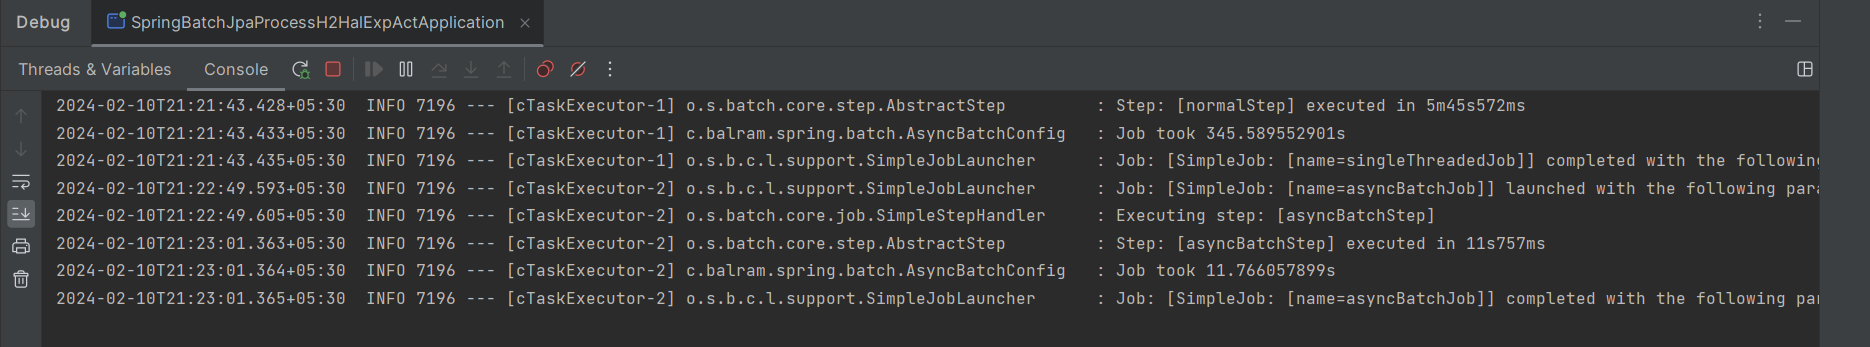 Debug SpringBatchJpaProcessH2HalExpActApplication
Threads & Variables Console
2024-02-10T21:21:43.428+05:30 INFO 7196 --- [cTaskExecutor-1] o.s.batch.core.step.AbstractStep : Step: [normalStep] executed in 5m45s572ms
2024-02-10T21:21:43.433+05:30 INFO 7196 --- [cTaskExecutor-1] c.balram.spring.batch.AsyncBatchConfig : Job took 345.589552901s
2024-02-10T21:21:43.435+05:30 INFO 7196 --- [cTaskExecutor-1] o.s.b.c.l.support.SimpleJobLauncher : Job: [SimpleJob: [name=singleThreadedJob]] completed with the following
2024-02-10T21:22:49.593+05:30 INFO 7196 --- [cTaskExecutor-2] o.s.b.c.l.support.SimpleJobLauncher : Job: [SimpleJob: [name=asyncBatchJob]] launched with the following para
2024-02-10T21:22:49.605+05:30 INFO 7196 --- [cTaskExecutor-2] o.s.batch.core.job.SimpleStepHandler : Executing step: [asyncBatchStep]
2024-02-10T21:23:01.363+05:30 INFO 7196 --- [cTaskExecutor-2] o.s.batch.core.step.AbstractStep : Step: [asyncBatchStep] executed in 11s757ms
2024-02-10T21:23:01.364+05:30 INFO 7196 --- [cTaskExecutor-2] c.balram.spring.batch.AsyncBatchConfig : Job took 11.766057899s
2024-02-10T21:23:01.365+05:30 INFO 7196 --- [cTaskExecutor-2] o.s.b.c.l.support.SimpleJobLauncher : Job: [SimpleJob: [name=asyncBatchJob]] completed with the following par